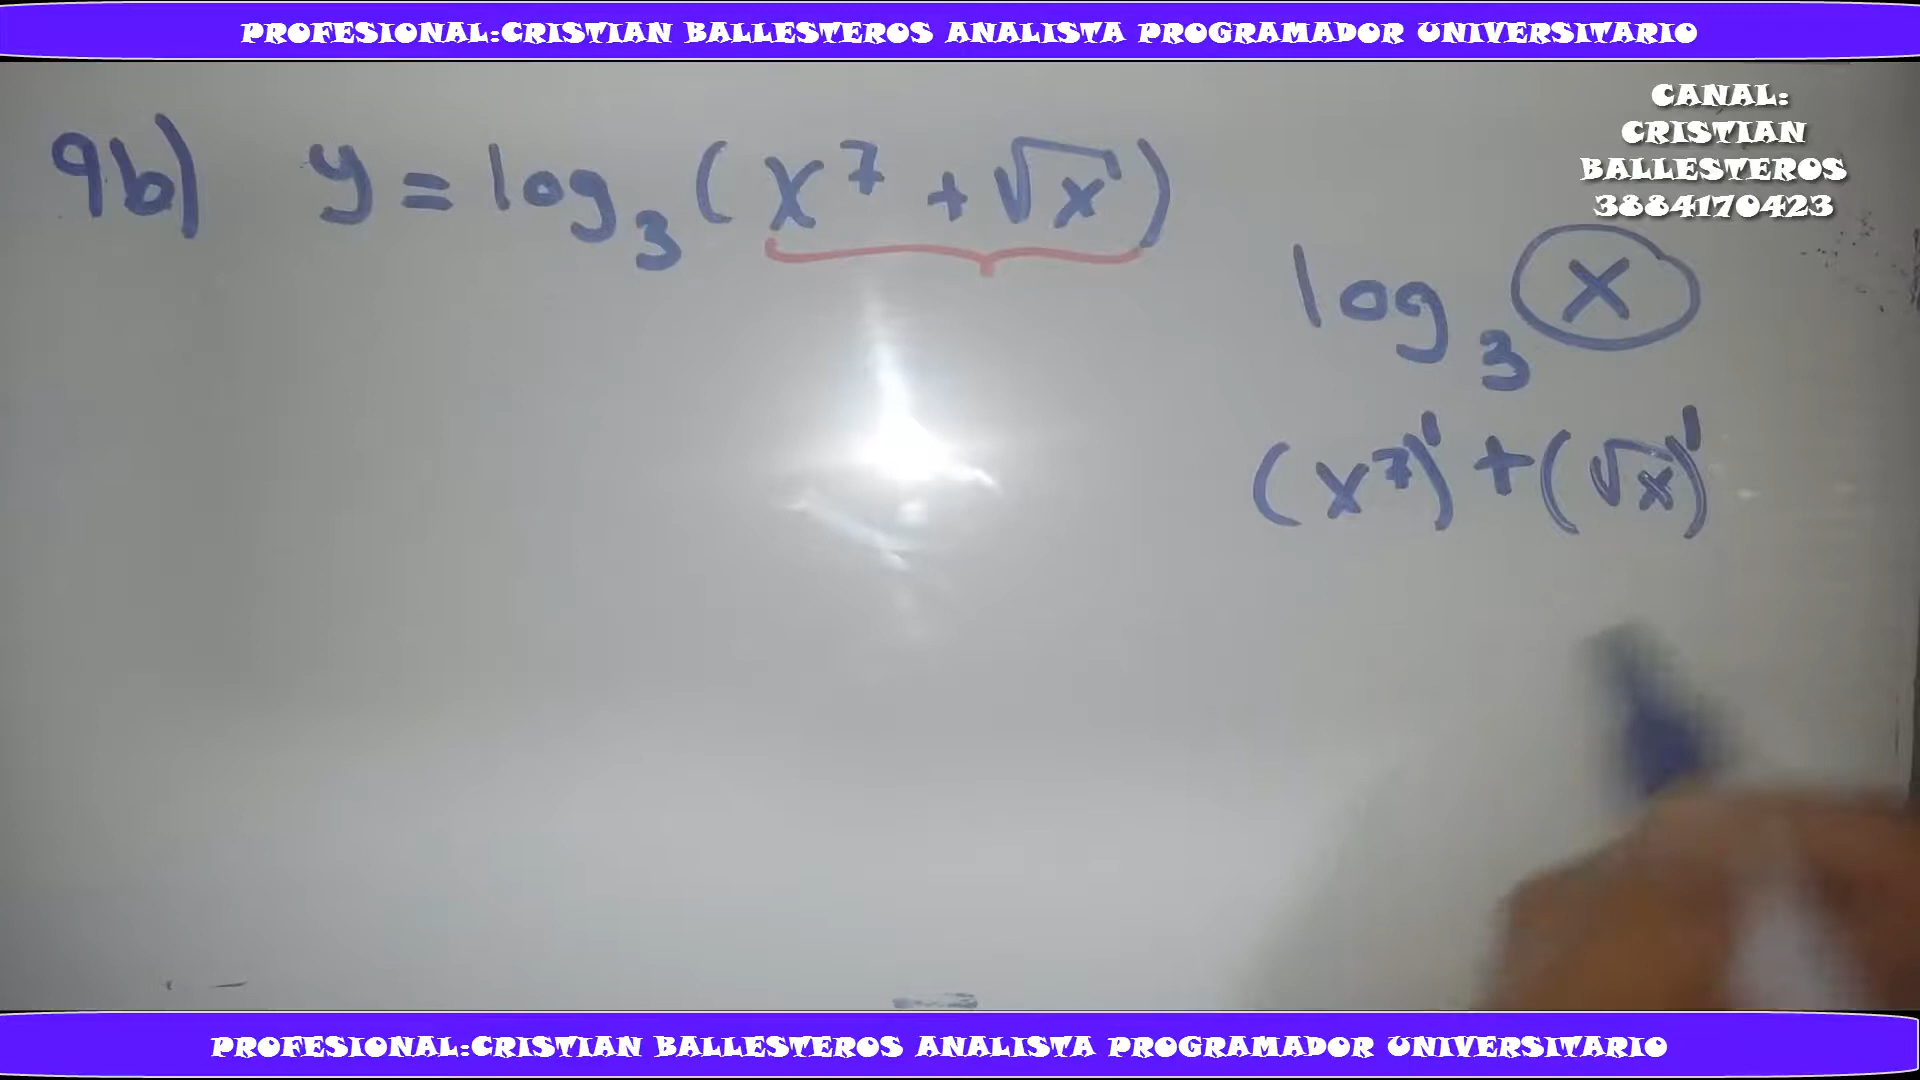 PROFESIONAL:CRISTIAN BALLESTEROS ANALISTA PROGRAMADOR UNIVERSITARIO
CANAL:
CRISTIAN
BALLESTEROS
3884170423
9b) y = log₃ (x⁷ + √x)
log₃ x
(x⁷)' + (√x)'
PROFESIONAL:CRISTIAN BALLESTEROS ANALISTA PROGRAMADOR UNIVERSITARIO